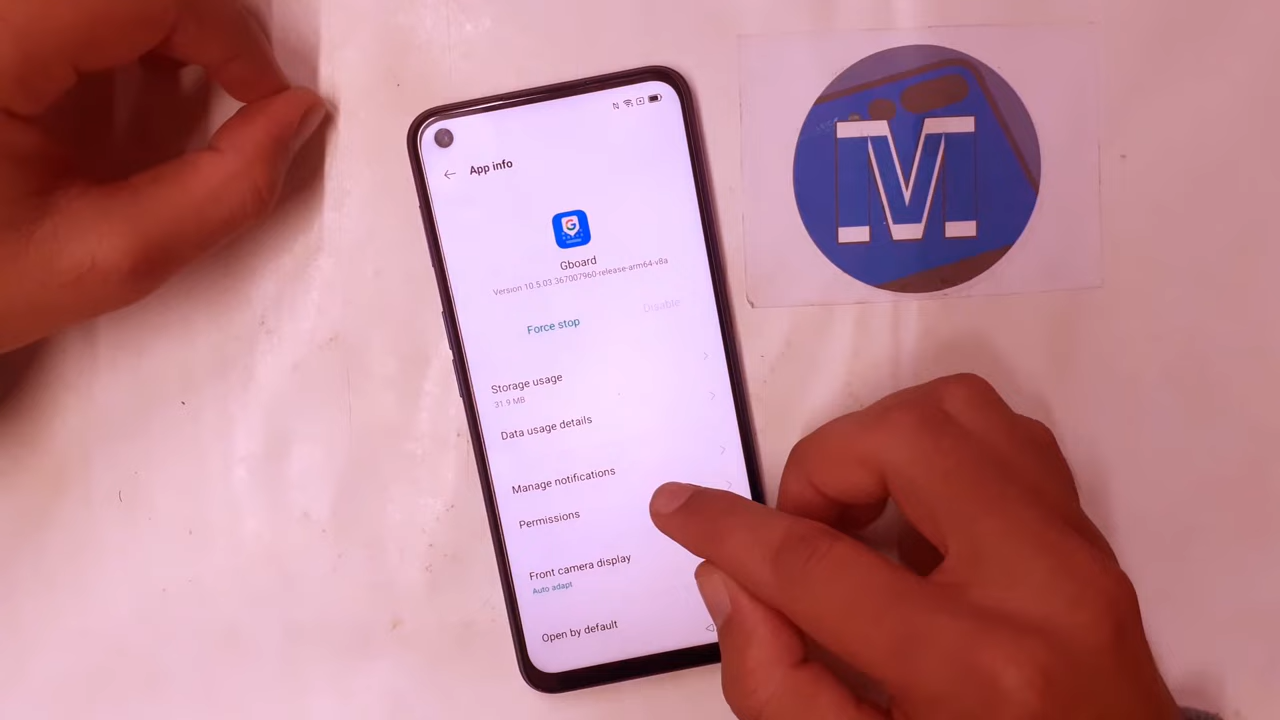 App info
Gboard
Version 10.5.03.367007960-release-arm64-v8a
Force stop
Disable
Storage usage
31.9 MB
Data usage details
Manage notifications
Permissions
Front camera display
Auto adapt
Open by default
M